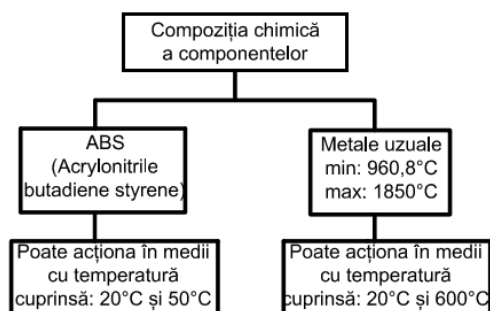 Compoziția chimică
a componentelor
ABS
(Acrylonitrile
butadiene styrene)
Metale uzuale
min: 960,8°C
max: 1850°C
Poate acționa în medii
cu temperatură
cuprinsă: 20°C și 50°C
Poate acționa în medii
cu temperatură
cuprinsă: 20°C și 600°C